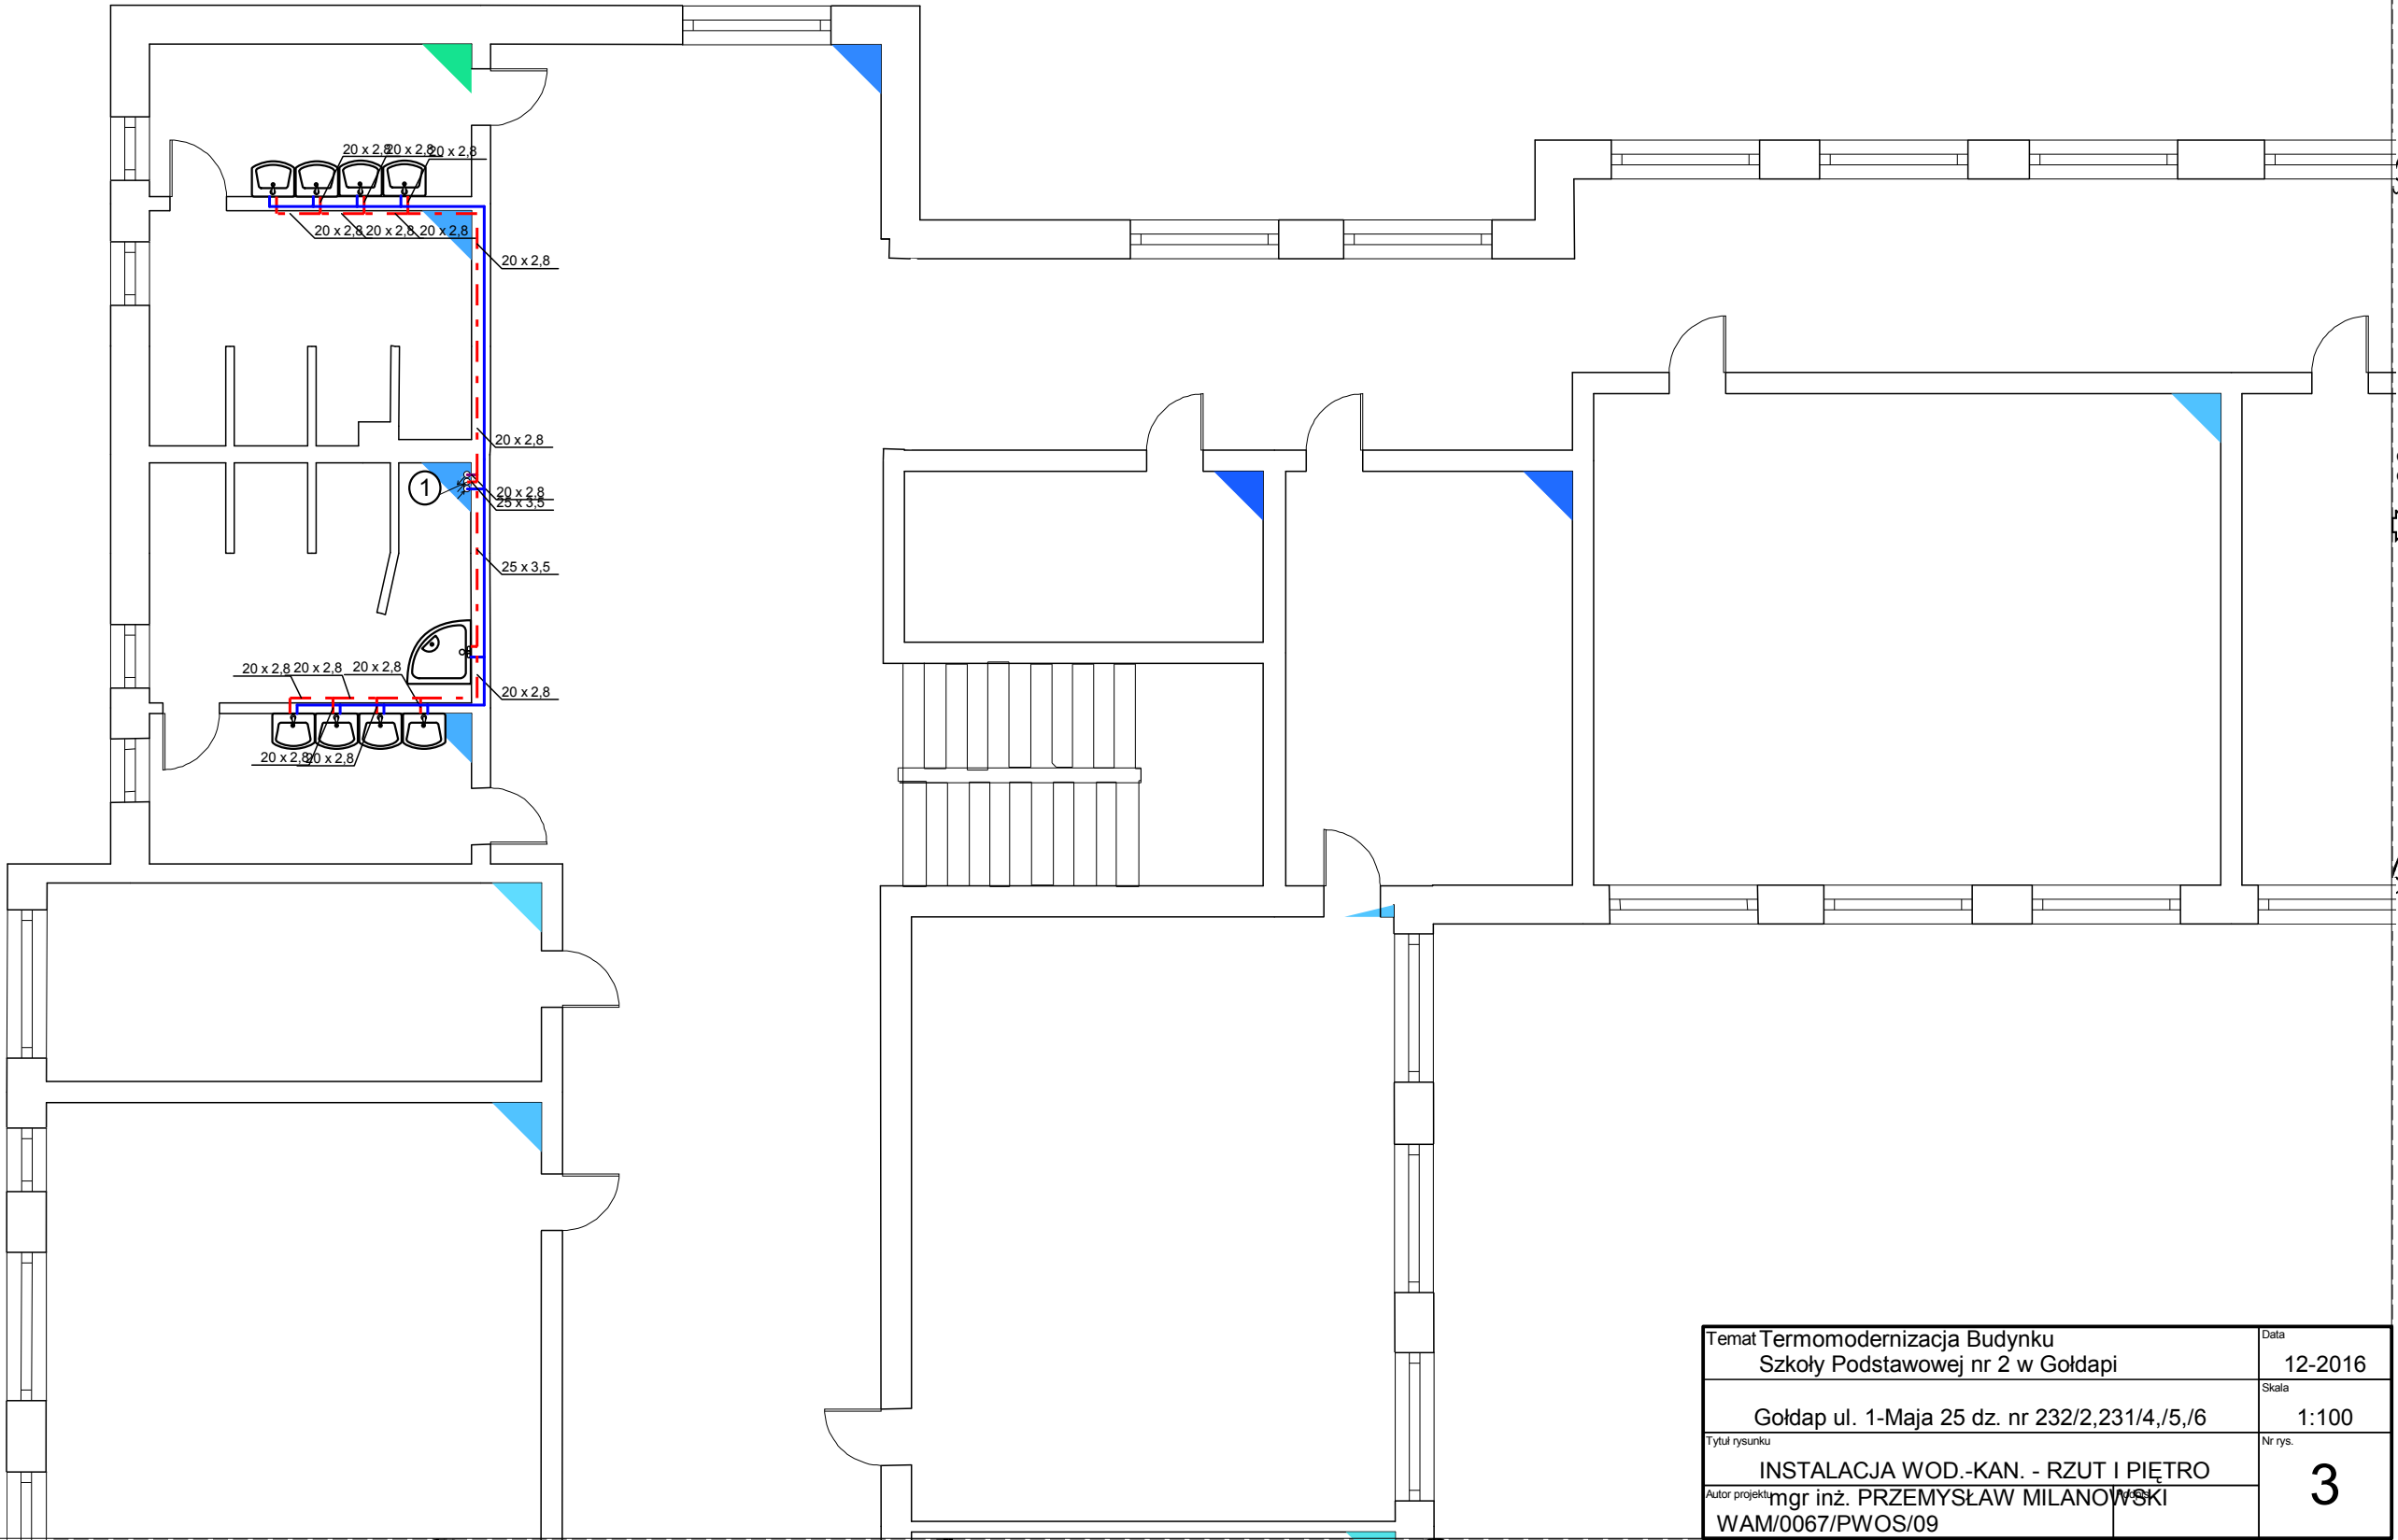 20 x 2,8 20 x 2,8 20 x 2,8
20 x 2,8 20 x 2,8 20 x 2,8
20 x 2,8
20 x 2,8
1
20 x 2,8
25 x 3,5
25 x 3,5
20 x 2,8 20 x 2,8 20 x 2,8
20 x 2,8
20 x 2,8 20 x 2,8
Temat Termomodernizacja Budynku
Szkoły Podstawowej nr 2 w Gołdapi
Data
12-2016
Gołdap ul. 1-Maja 25 dz. nr 232/2,231/4,/5,/6
Skala
1:100
Tytuł rysunku
INSTALACJA WOD.-KAN. - RZUT I PIĘTRO
Nr rys.
3
Autor projektu mgr inż. PRZEMYSŁAW MILANOWSKI
Podpis
WAM/0067/PWOS/09